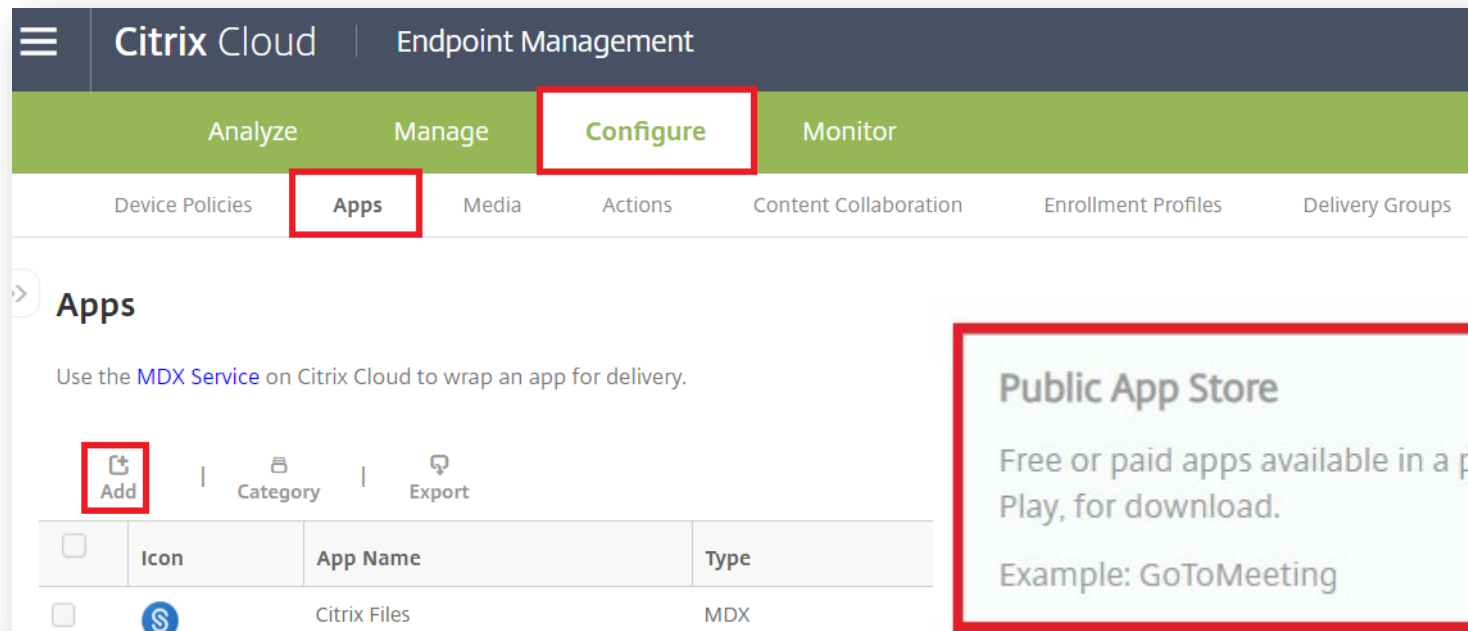 Citrix Cloud | Endpoint Management
Analyze Manage Configure Monitor
Device Policies Apps Media Actions Content Collaboration Enrollment Profiles Delivery Groups
Apps
Use the MDX Service on Citrix Cloud to wrap an app for delivery.
Add | Category | Export
Icon App Name Type
Citrix Files MDX
Public App Store
Free or paid apps available in a
Play, for download.
Example: GoToMeeting